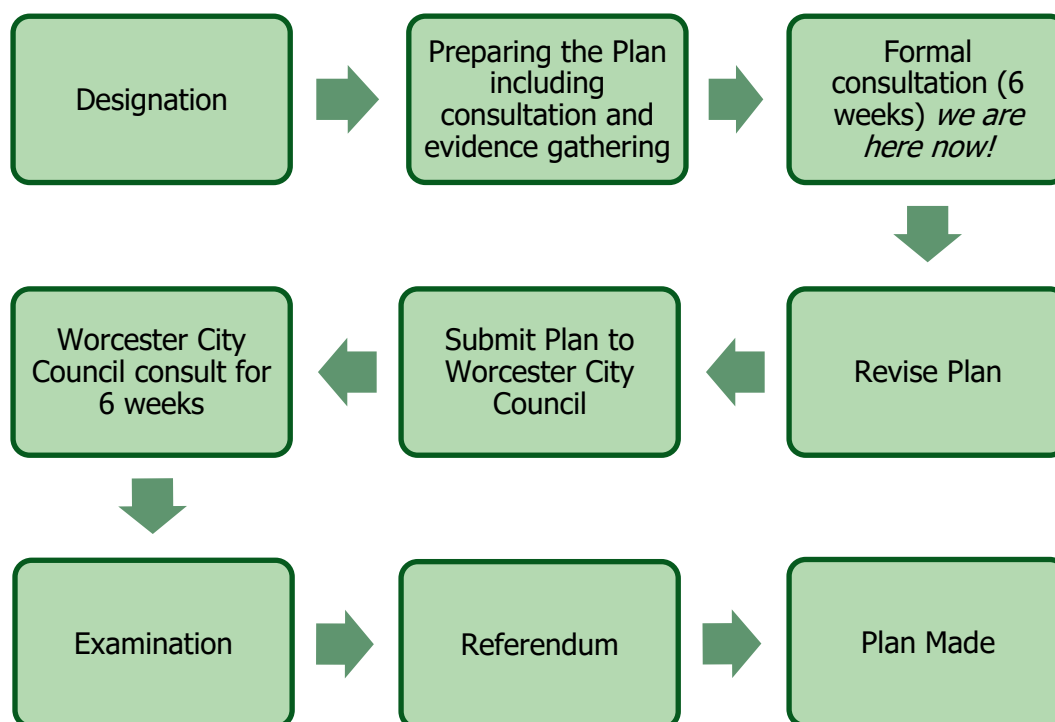 Designation
Preparing the Plan
including
consultation and
evidence gathering
Formal
consultation (6
weeks) we are
here now!
Revise Plan
Submit Plan to
Worcester City
Council
Worcester City
Council consult for
6 weeks
Examination
Referendum
Plan Made